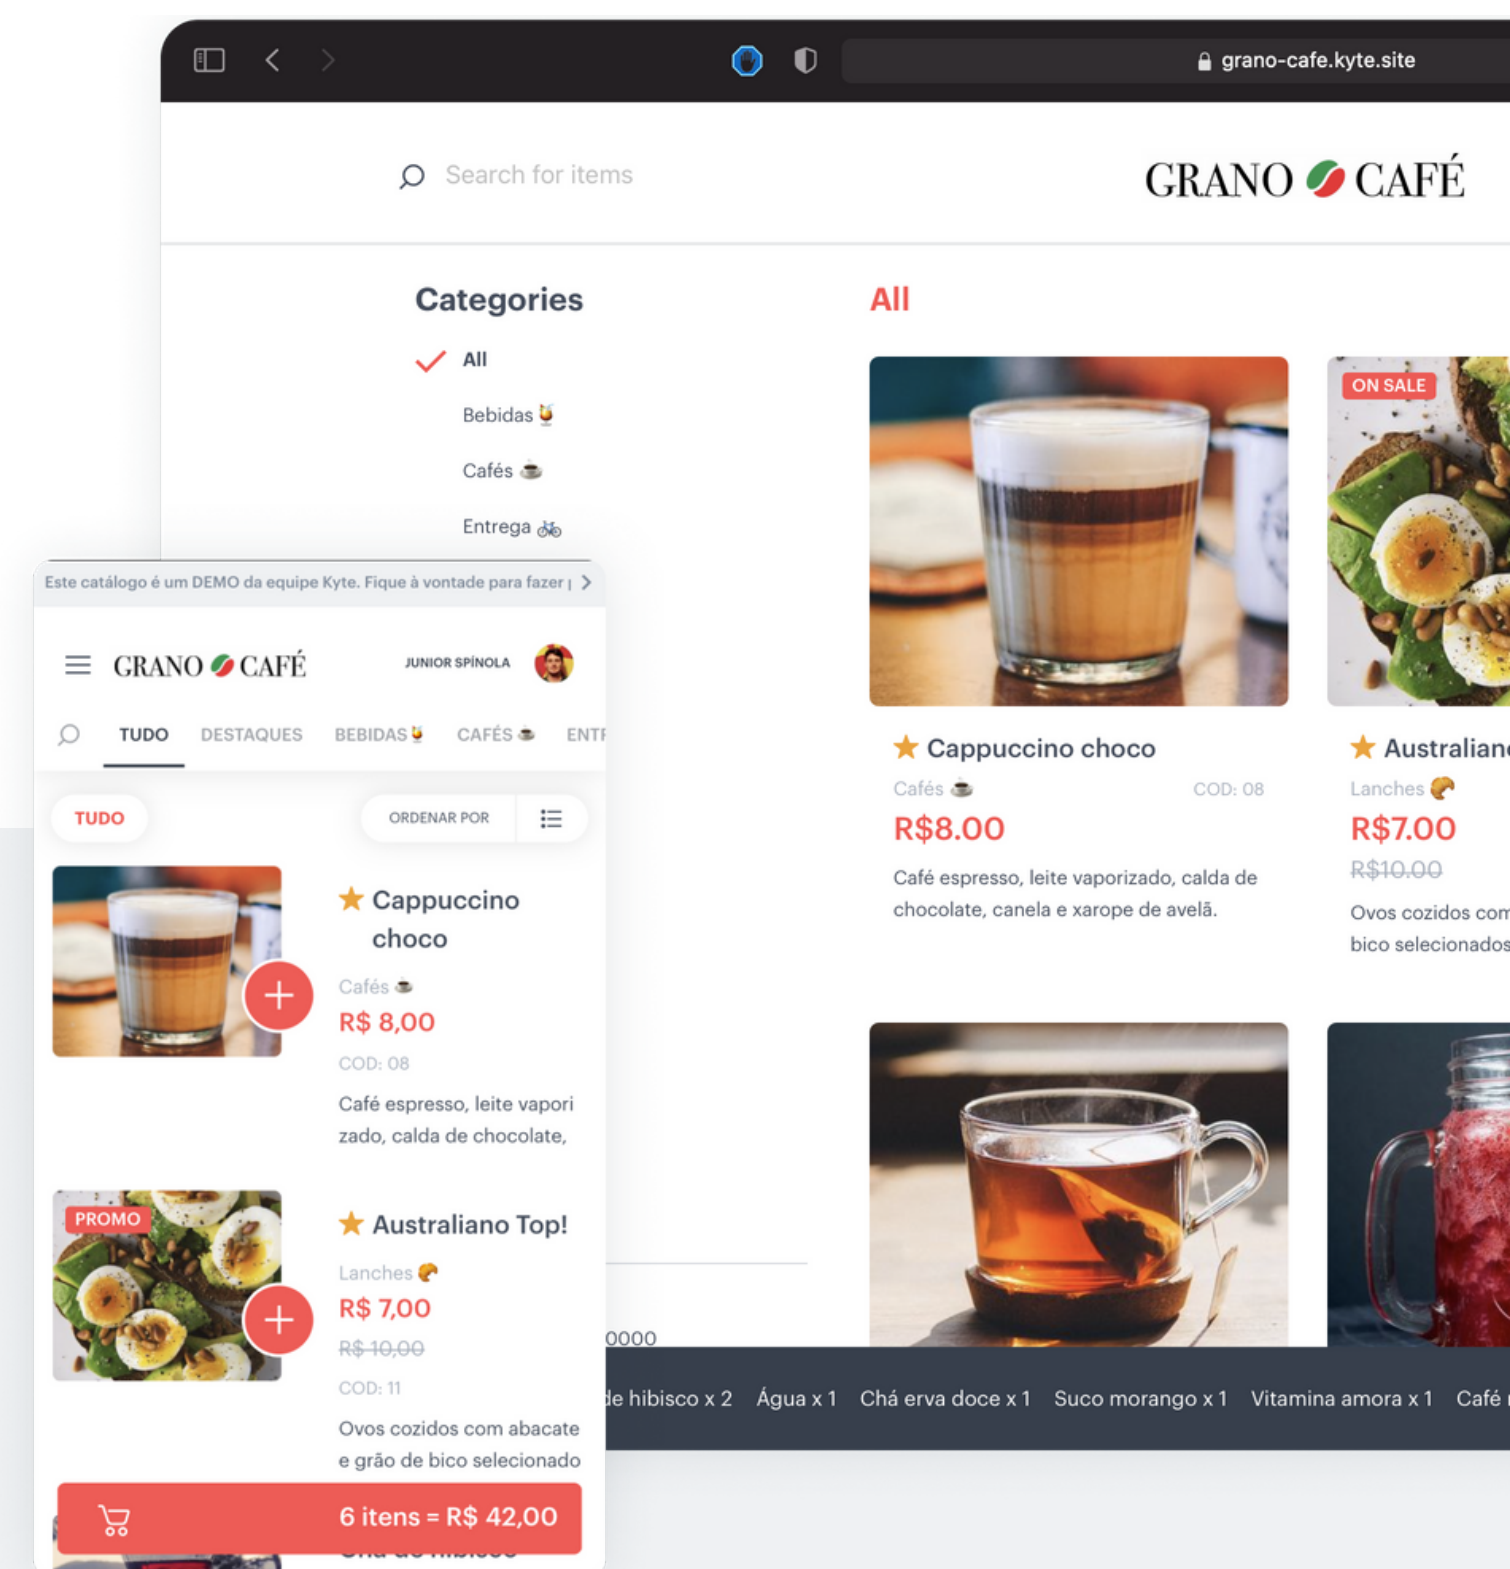 grano-cafe.kyte.site
Search for items
GRANO CAFÉ
Categories
All
All
Bebidas
Cafés
Entrega
ON SALE
Cappuccino choco
Cafés
COD: 08
R$8.00
Café espresso, leite vaporizado, calda de
chocolate, canela e xarope de avelã.
Australiano
Lanches
R$7.00
R$10.00
Ovos cozidos com
bico selecionados
0000
de hibisco x 2 Água x 1 Chá erva doce x 1 Suco morango x 1 Vitamina amora x 1 Café
Este catálogo é um DEMO da equipe Kyte. Fique à vontade para fazer
GRANO CAFÉ
JUNIOR SPÍNOLA
TUDO DESTAQUES BEBIDAS CAFÉS ENTR
TUDO
ORDENAR POR
Cappuccino
choco
Cafés
R$ 8,00
COD: 08
Café espresso, leite vapori
zado, calda de chocolate,
PROMO
Australiano Top!
Lanches
R$ 7,00
R$ 10,00
COD: 11
Ovos cozidos com abacate
e grão de bico selecionado
6 itens = R$ 42,00